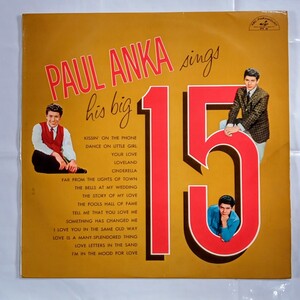 PAUL ANKA sings
his big 15
KISSIN' ON THE PHONE
DANCE ON LITTLE GIRL
YOUR LOVE
LOVELAND
CINDERELLA
FAR FROM THE LIGHTS OF TOWN
THE BELLS AT MY WEDDING
THE STORY OF MY LOVE
THE FOOLS HALL OF FAME
TELL ME THAT YOU LOVE ME
SOMETHING HAS CHANGED ME
I LOVE YOU IN THE SAME OLD WAY
LOVE IS A MANY SPLENDORED THING
LOVE LETTERS IN THE SAND
I'M IN THE MOOD FOR LOVE